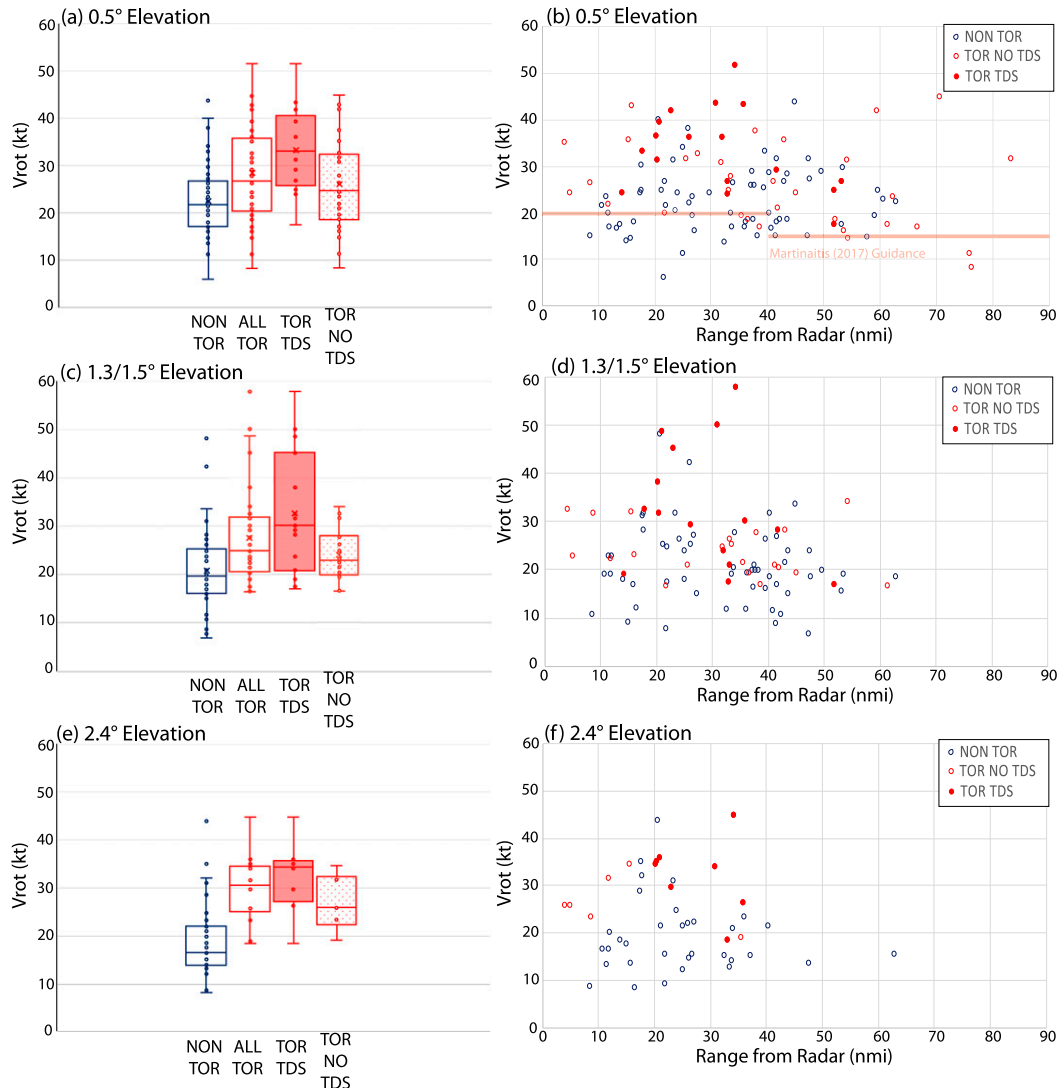 (a) 0.5° Elevation
60
50
40
30
20
10
0
Vrot (kt)
NON TOR
ALL TOR
TOR TDS
TOR NO TDS
(b) 0.5° Elevation
NON TOR
TOR NO TDS
TOR TDS
60
50
40
30
20
10
0
Vrot (kt)
Martinaitis (2017) Guidance
0 10 20 30 40 50 60 70 80 90
Range from Radar (nmi)
(c) 1.3/1.5° Elevation
60
50
40
30
20
10
0
Vrot (kt)
NON TOR
ALL TOR
TOR TDS
TOR NO TDS
(d) 1.3/1.5° Elevation
NON TOR
TOR NO TDS
TOR TDS
60
50
40
30
20
10
0
Vrot (kt)
0 10 20 30 40 50 60 70 80 90
Range from Radar (nmi)
(e) 2.4° Elevation
60
50
40
30
20
10
0
Vrot (kt)
NON TOR
ALL TOR
TOR TDS
TOR NO TDS
(f) 2.4° Elevation
NON TOR
TOR NO TDS
TOR TDS
60
50
40
30
20
10
0
Vrot (kt)
0 10 20 30 40 50 60 70 80 90
Range from Radar (nmi)